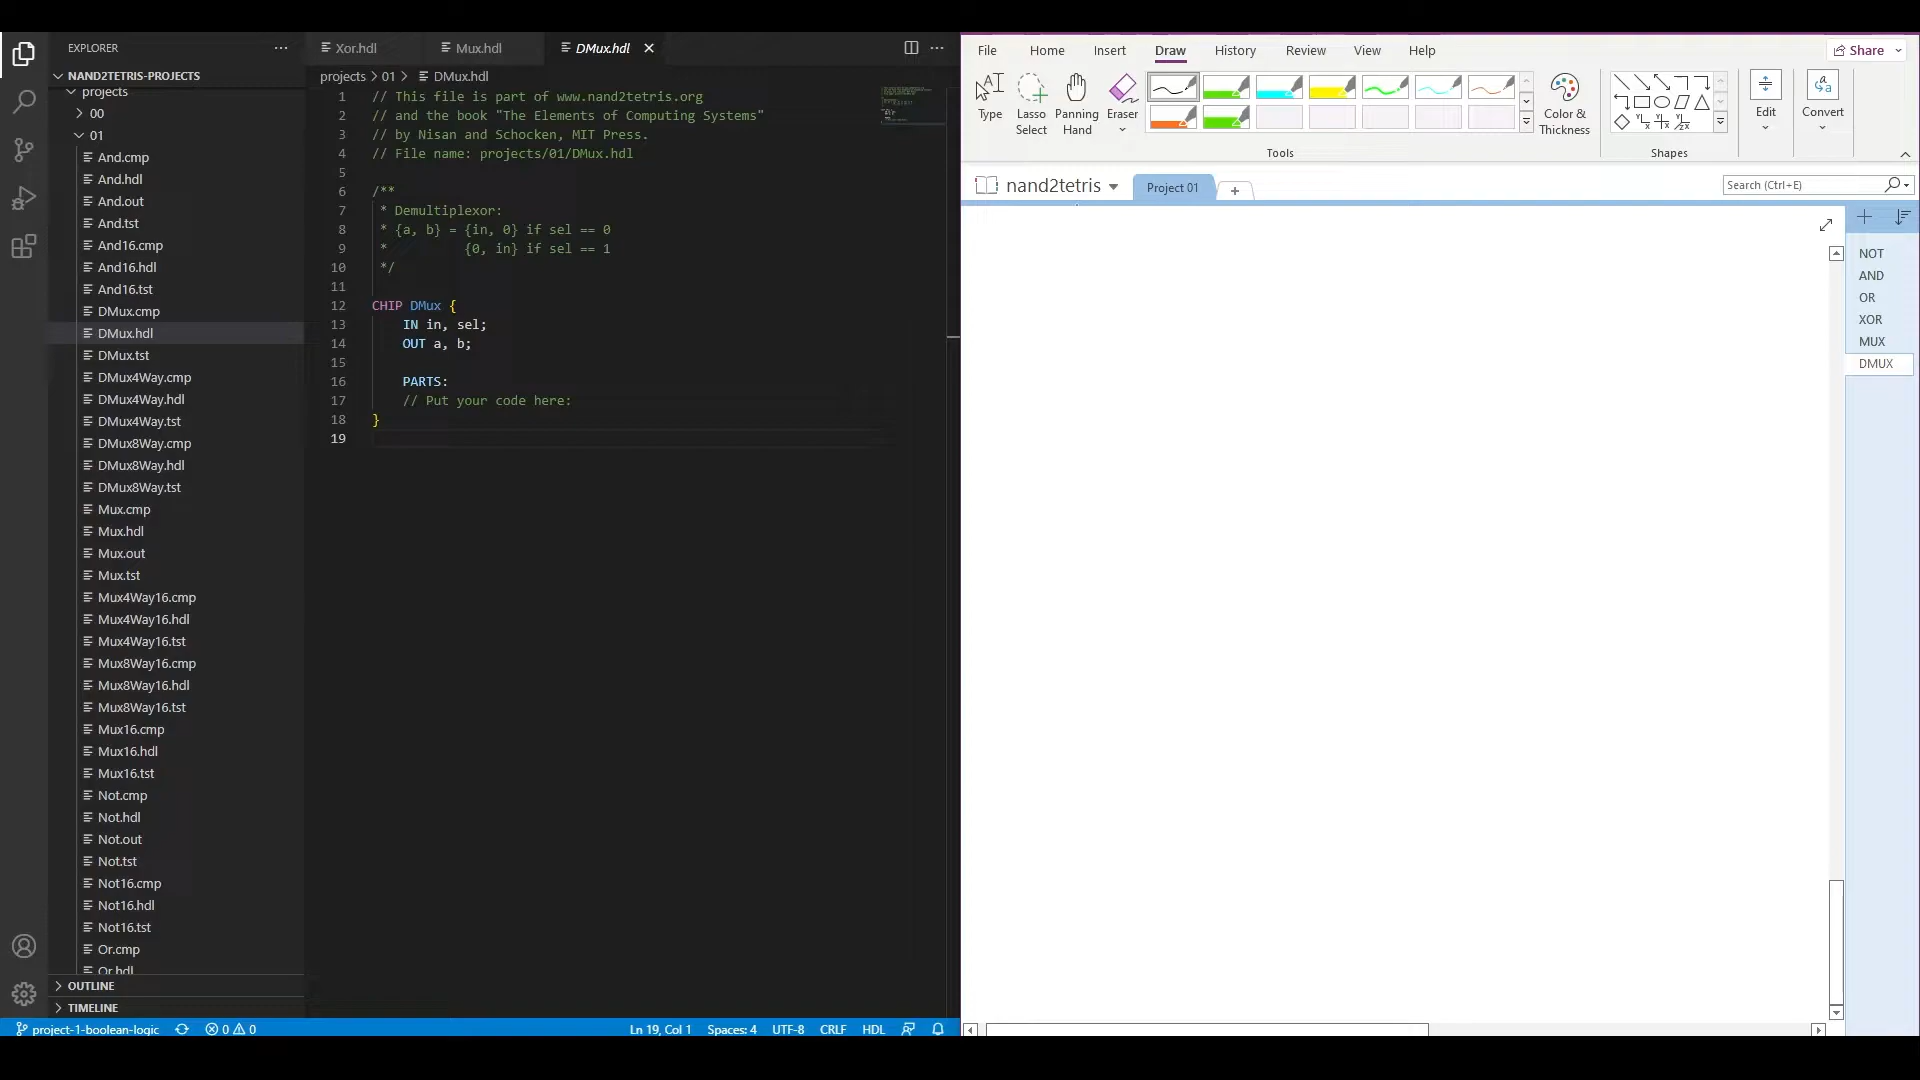 EXPLORER
NAND2TETRIS-PROJECTS
projects
00
01
And.cmp
And.hdl
And.out
And.tst
And16.cmp
And16.hdl
And16.tst
DMux.cmp
DMux.hdl
DMux.tst
DMux4Way.cmp
DMux4Way.hdl
DMux4Way.tst
DMux8Way.cmp
DMux8Way.hdl
DMux8Way.tst
Mux.cmp
Mux.hdl
Mux.out
Mux.tst
Mux4Way16.cmp
Mux4Way16.hdl
Mux4Way16.tst
Mux8Way16.cmp
Mux8Way16.hdl
Mux8Way16.tst
Mux16.cmp
Mux16.hdl
Mux16.tst
Not.cmp
Not.hdl
Not.out
Not.tst
Not16.cmp
Not16.hdl
Not16.tst
Or.cmp
Or.hdl
OUTLINE
TIMELINE
Xor.hdl Mux.hdl DMux.hdl
projects > 01 > DMux.hdl
1 // This file is part of www.nand2tetris.org
2 // and the book "The Elements of Computing Systems"
3 // by Nisan and Schocken, MIT Press.
4 // File name: projects/01/DMux.hdl
5
6 /**
7 * Demultiplexor:
8 * {a, b} = {in, 0} if sel == 0
9 * {0, in} if sel == 1
10 */
11
12 CHIP DMux {
13 IN in, sel;
14 OUT a, b;
15
16 PARTS:
17 // Put your code here:
18 }
19
project-1-boolean-logic 0 0 Ln 19, Col 1 Spaces: 4 UTF-8 CRLF HDL
File Home Insert Draw History Review View Help Share
Type
Lasso Select
Panning Hand
Eraser
Color & Thickness
Edit
Convert
Tools Shapes
nand2tetris Project 01 Search (Ctrl+E)
NOT
AND
OR
XOR
MUX
DMUX